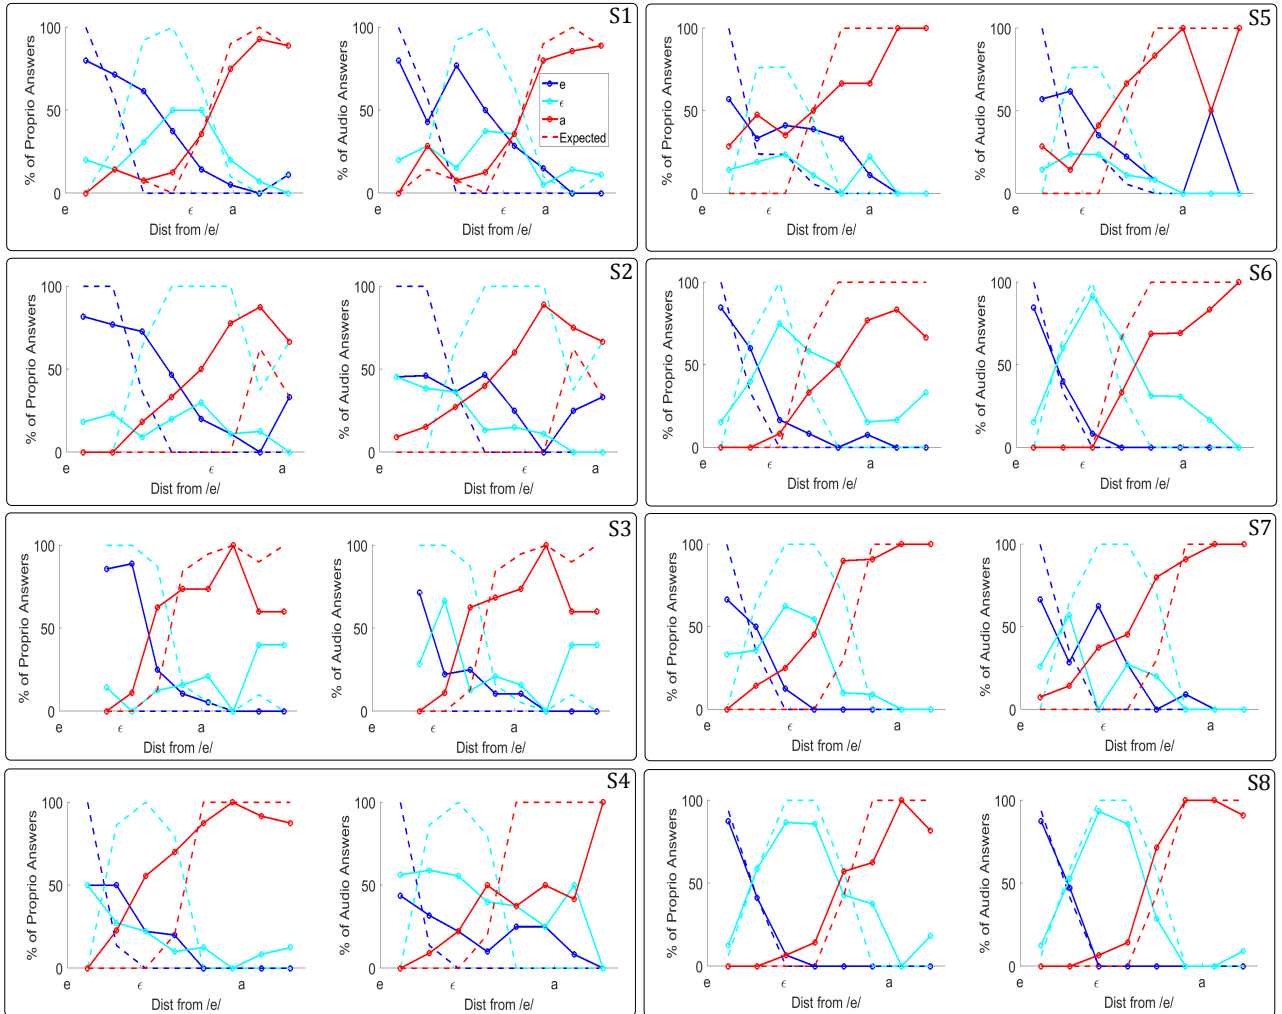 S1
% of Proprio Answers
100
50
0
e
ϵ
a
Dist from /e/
% of Audio Answers
100
50
0
e
ϵ
a
Dist from /e/
e
ϵ
a
Expected
S5
% of Proprio Answers
100
50
0
e
ϵ
a
Dist from /e/
% of Audio Answers
100
50
0
e
ϵ
a
Dist from /e/
S2
% of Proprio Answers
100
50
0
e
ϵ
a
Dist from /e/
% of Audio Answers
100
50
0
e
ϵ
a
Dist from /e/
S6
% of Proprio Answers
100
50
0
e
ϵ
a
Dist from /e/
% of Audio Answers
100
50
0
e
ϵ
a
Dist from /e/
S3
% of Proprio Answers
100
50
0
e
ϵ
a
Dist from /e/
% of Audio Answers
100
50
0
e
ϵ
a
Dist from /e/
S7
% of Proprio Answers
100
50
0
e
ϵ
a
Dist from /e/
% of Audio Answers
100
50
0
e
ϵ
a
Dist from /e/
S4
% of Proprio Answers
100
50
0
e
ϵ
a
Dist from /e/
% of Audio Answers
100
50
0
e
ϵ
a
Dist from /e/
S8
% of Proprio Answers
100
50
0
e
ϵ
a
Dist from /e/
% of Audio Answers
100
50
0
e
ϵ
a
Dist from /e/